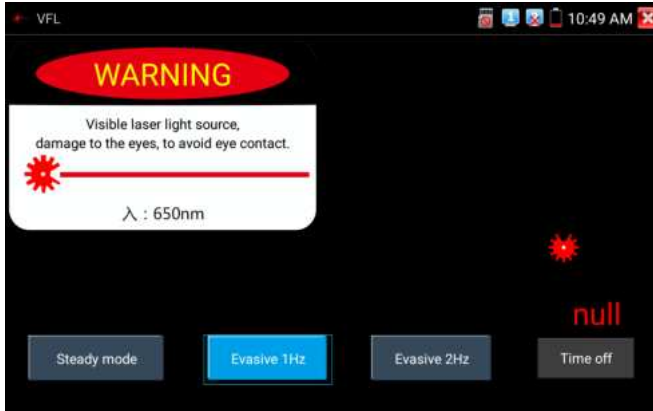 VFL
10:49 AM
WARNING
Visible laser light source,
damage to the eyes, to avoid eye contact.
入 : 650nm
null
Steady mode
Evasive 1Hz
Evasive 2Hz
Time off